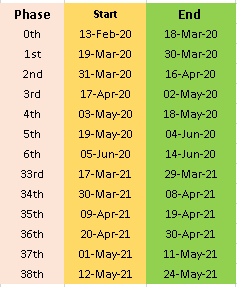 Phase Start End
0th 13-Feb-20 18-Mar-20
1st 19-Mar-20 30-Mar-20
2nd 31-Mar-20 16-Apr-20
3rd 17-Apr-20 02-May-20
4th 03-May-20 18-May-20
5th 19-May-20 04-Jun-20
6th 05-Jun-20 14-Jun-20
33rd 17-Mar-21 29-Mar-21
34th 30-Mar-21 08-Apr-21
35th 09-Apr-21 19-Apr-21
36th 20-Apr-21 30-Apr-21
37th 01-May-21 11-May-21
38th 12-May-21 24-May-21